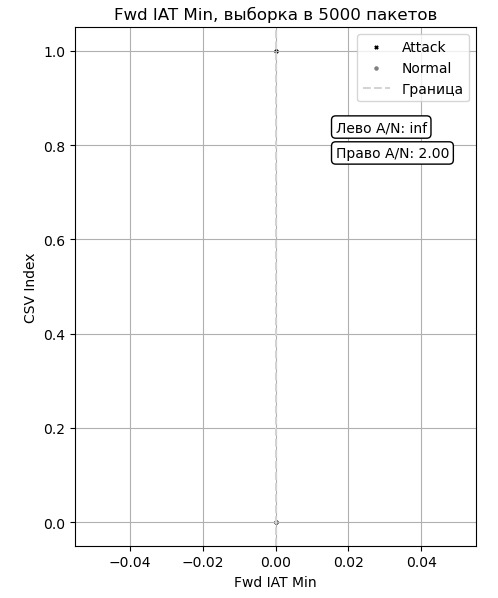 Fwd IAT Min, выборка в 5000 пакетов
Attack
Normal
Граница
Лево A/N: inf
Право A/N: 2.00
1.0
0.8
0.6
0.4
0.2
0.0
CSV Index
−0.04
−0.02
0.00
0.02
0.04
Fwd IAT Min